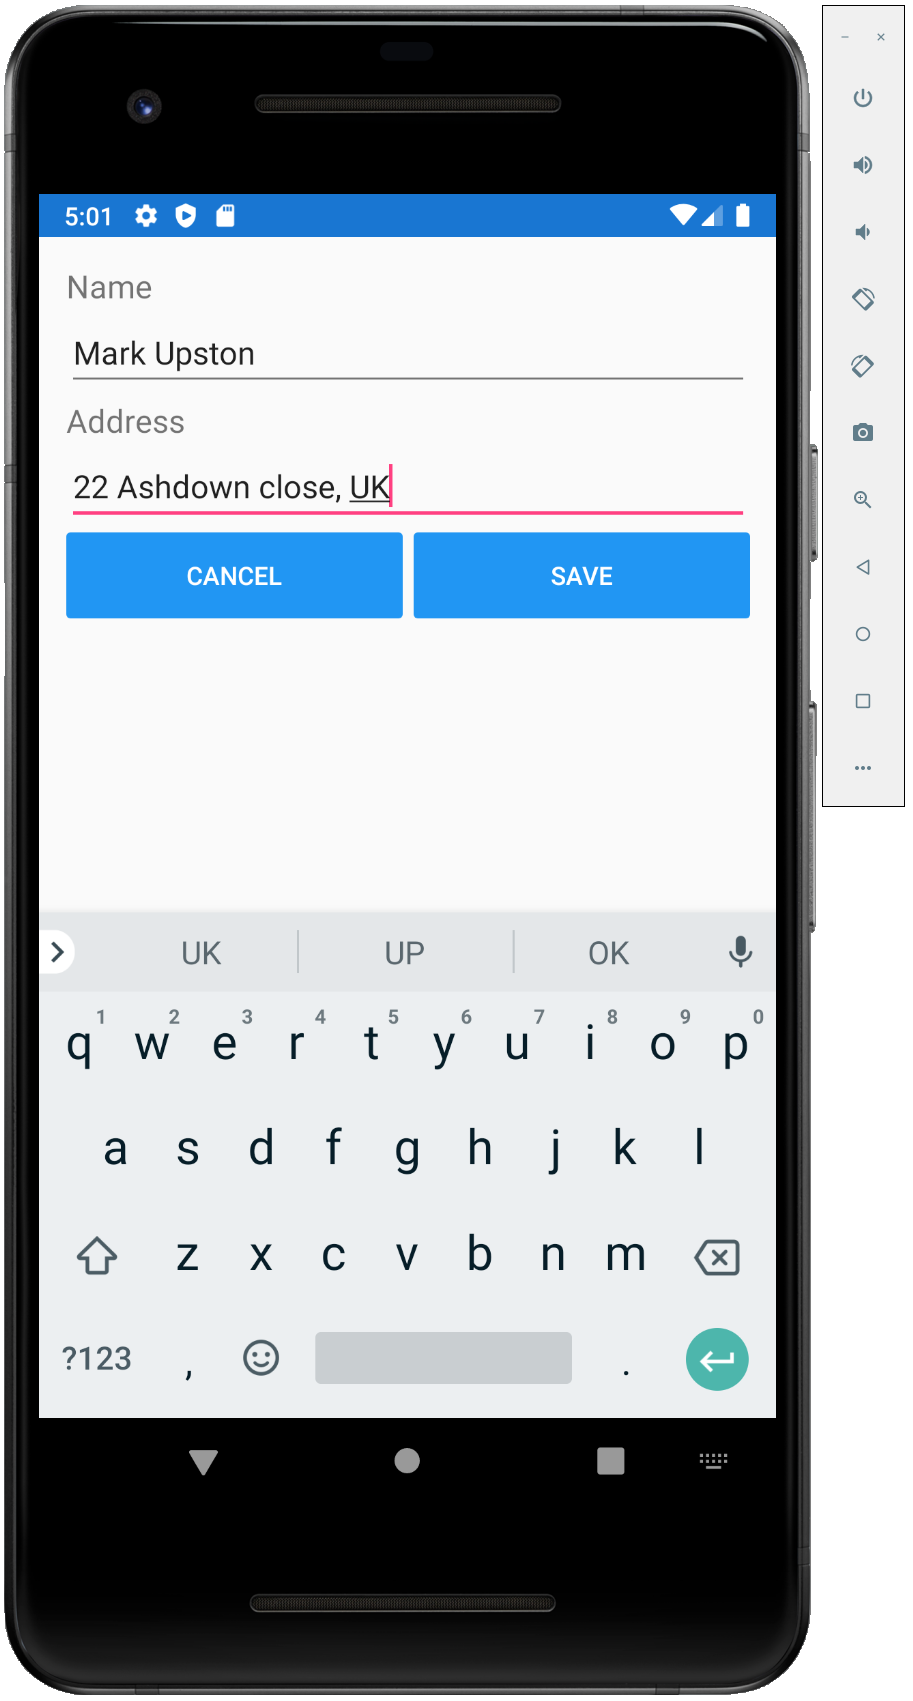 5:01
Name
Mark Upston
Address
22 Ashdown close, UK
CANCEL SAVE
UK UP OK
1 2 3 4 5 6 7 8 9 0
q w e r t y u i o p
a s d f g h j k l
z x c v b n m
?123 , .